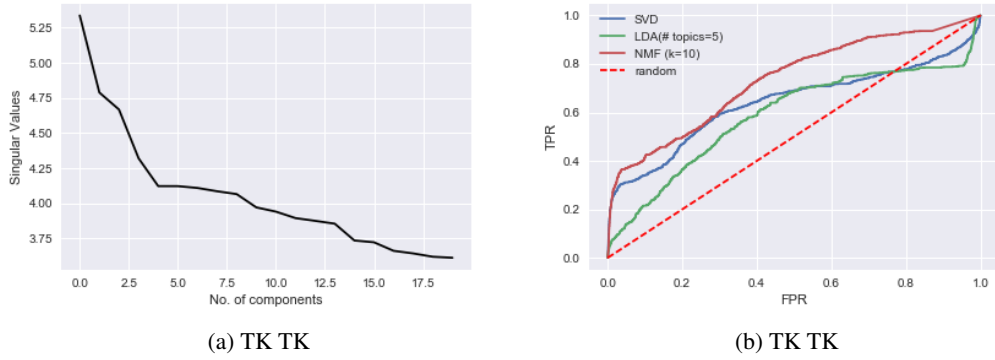 5.25
5.00
4.75
4.50
4.25
4.00
3.75
Singular Values
0.0 2.5 5.0 7.5 10.0 12.5 15.0 17.5
No. of components
(a) TK TK
1.0
0.8
0.6
0.4
0.2
0.0
TPR
SVD
LDA(# topics=5)
NMF (k=10)
random
0.0 0.2 0.4 0.6 0.8 1.0
FPR
(b) TK TK